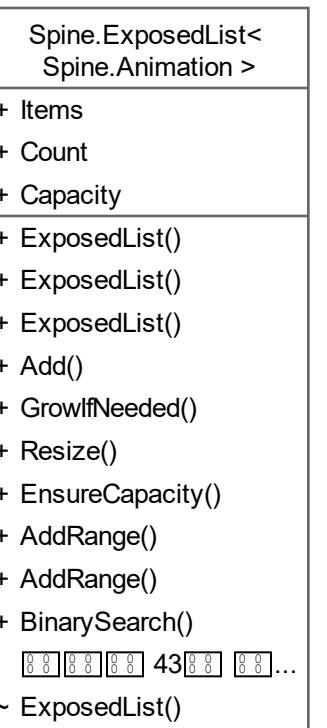 Spine.ExposedList<
Spine.Animation >
+ Items
+ Count
+ Capacity
+ ExposedList()
+ ExposedList()
+ ExposedList()
+ Add()
+ GrowIfNeeded()
+ Resize()
+ EnsureCapacity()
+ AddRange()
+ AddRange()
+ BinarySearch()
43 ...
~ ExposedList()